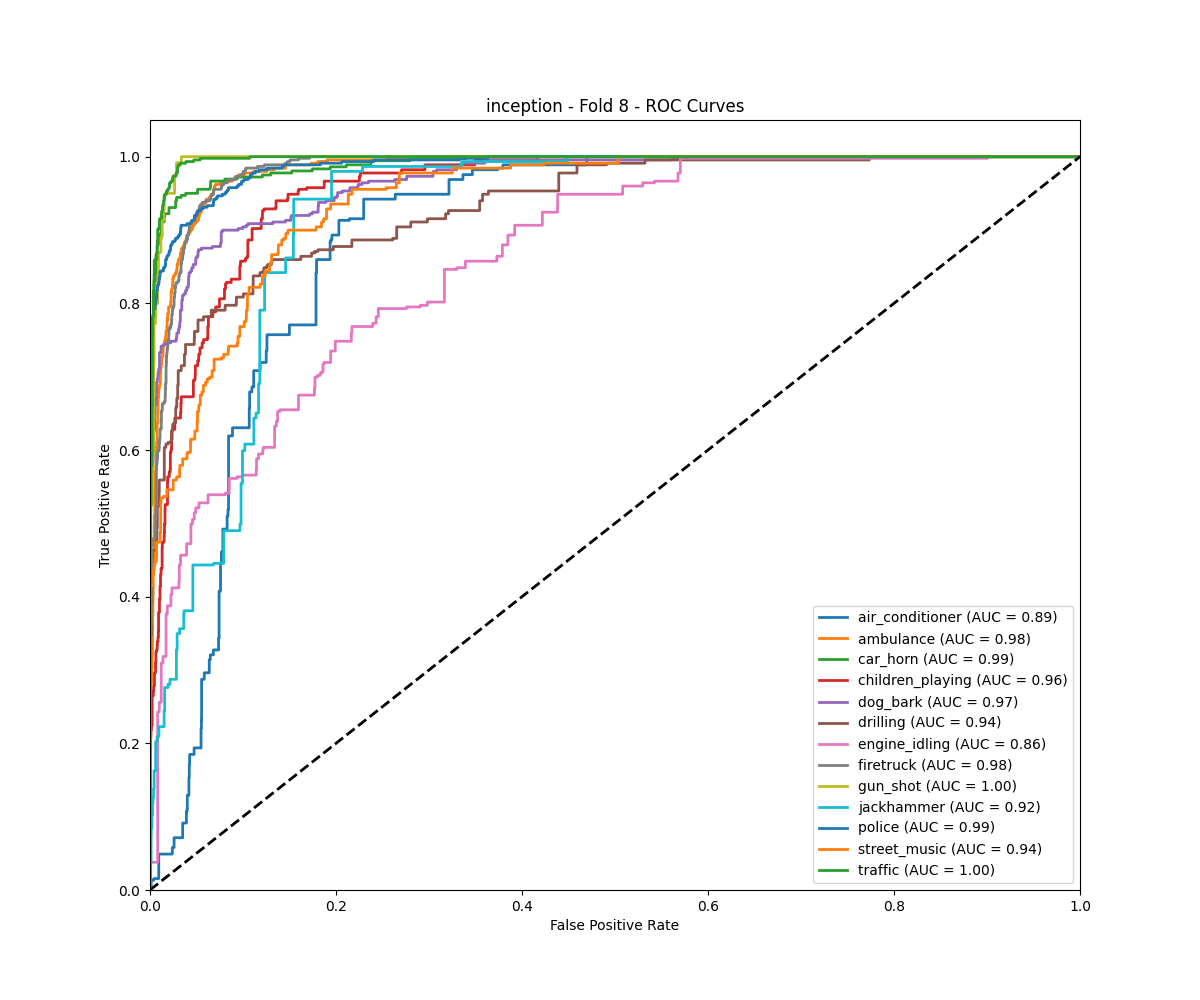 inception - Fold 8 - ROC Curves
True Positive Rate
1.0
0.8
0.6
0.4
0.2
0.0
0.0 0.2 0.4 0.6 0.8 1.0
False Positive Rate
air_conditioner (AUC = 0.89)
ambulance (AUC = 0.98)
car_horn (AUC = 0.99)
children_playing (AUC = 0.96)
dog_bark (AUC = 0.97)
drilling (AUC = 0.94)
engine_idling (AUC = 0.86)
firetruck (AUC = 0.98)
gun_shot (AUC = 1.00)
jackhammer (AUC = 0.92)
police (AUC = 0.99)
street_music (AUC = 0.94)
traffic (AUC = 1.00)